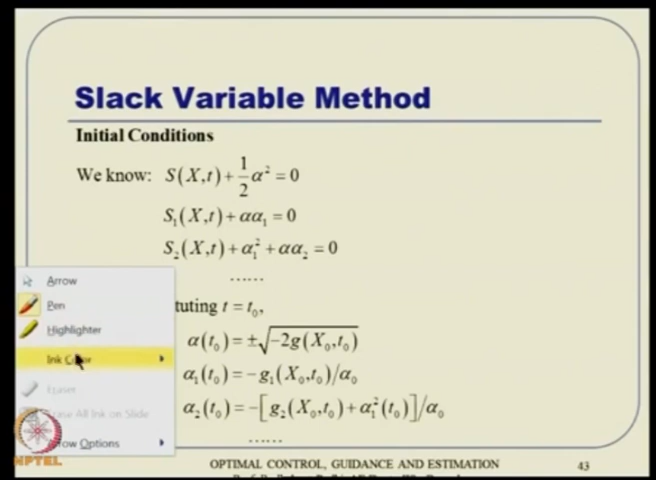 Slack Variable Method
Initial Conditions
We know: S(X,t) + 1/2 α² = 0
S₁(X,t) + αα₁ = 0
S₂(X,t) + α₁² + αα₂ = 0
......
tuting t = t₀,
α(t₀) = ±√(-2g(X₀,t₀))
α₁(t₀) = -g₁(X₀,t₀)/α₀
α₂(t₀) = -[g₂(X₀,t₀) + α₁²(t₀)]/α₀
......
Arrow
Pen
Highlighter
Ink Color
Eraser
Erase All Ink on Slide
Arrow Options
NPTEL
OPTIMAL CONTROL, GUIDANCE AND ESTIMATION
43